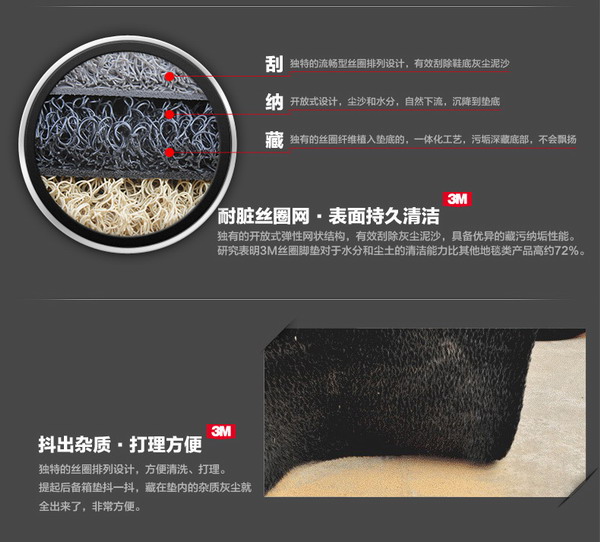 刮 独特的流畅型丝圈排列设计，有效刮除鞋底灰尘泥沙
纳 开放式设计，尘沙和水分，自然下流，沉降到垫底
藏 独有的丝圈纤维植入垫底的，一体化工艺，污垢深藏底部，不会飘扬
耐脏丝圈网·表面持久清洁 3M
独有的开放式弹性网状结构，有效刮除灰尘泥沙，具备优异的藏污纳垢性能。
研究表明3M丝圈脚垫对于水分和尘土的清洁能力比其他地毯类产品高约72%。
抖出杂质·打理方便 3M
独特的丝圈排列设计，方便清洗、打理。
提起后备箱垫抖一抖，藏在垫内的杂质灰尘就
全出来了，非常方便。